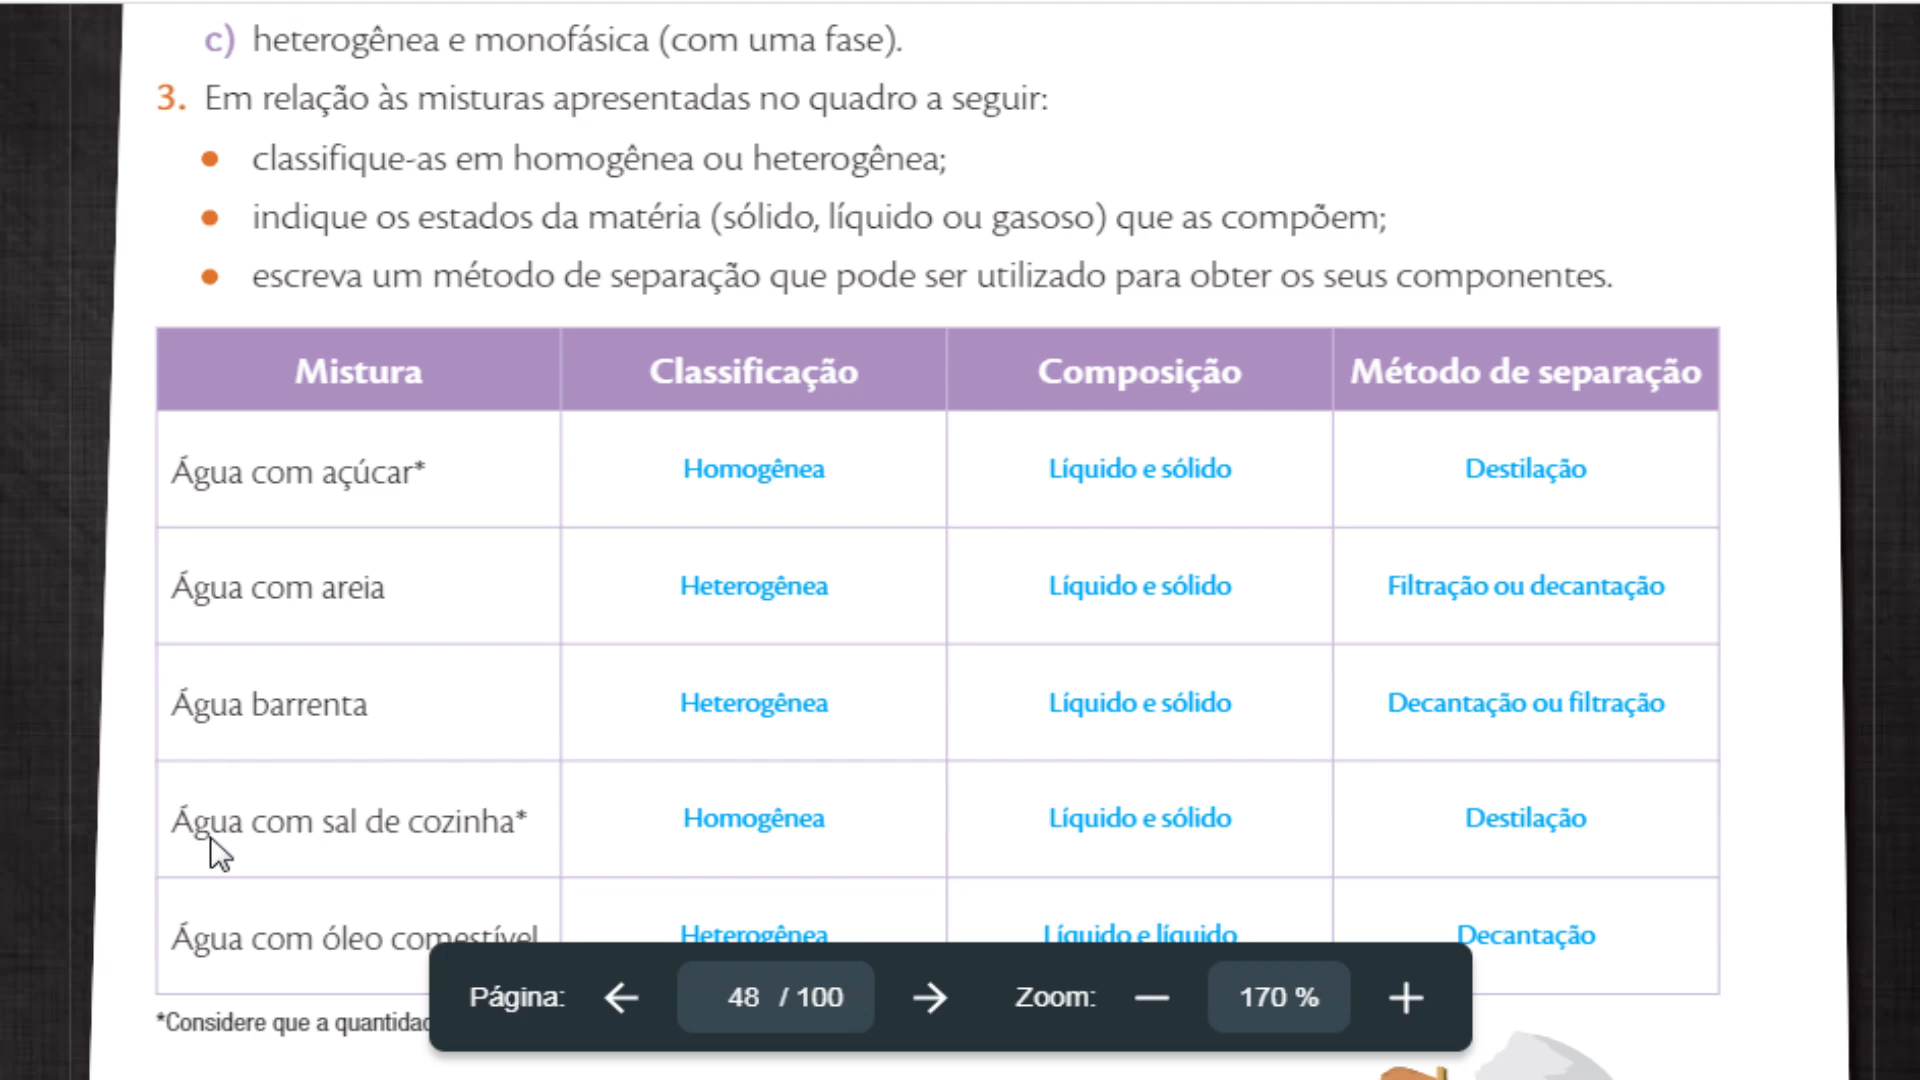 c) heterogênea e monofásica (com uma fase).
3. Em relação às misturas apresentadas no quadro a seguir:
• classifique-as em homogênea ou heterogênea;
• indique os estados da matéria (sólido, líquido ou gasoso) que as compõem;
• escreva um método de separação que pode ser utilizado para obter os seus componentes.
Mistura Classificação Composição Método de separação
Água com açúcar* Homogênea Líquido e sólido Destilação
Água com areia Heterogênea Líquido e sólido Filtração ou decantação
Água barrenta Heterogênea Líquido e sólido Decantação ou filtração
Água com sal de cozinha* Homogênea Líquido e sólido Destilação
Água com óleo comestível Heterogênea Líquido e líquido Decantação
*Considere que a
Página: 48 / 100 Zoom: 170 %